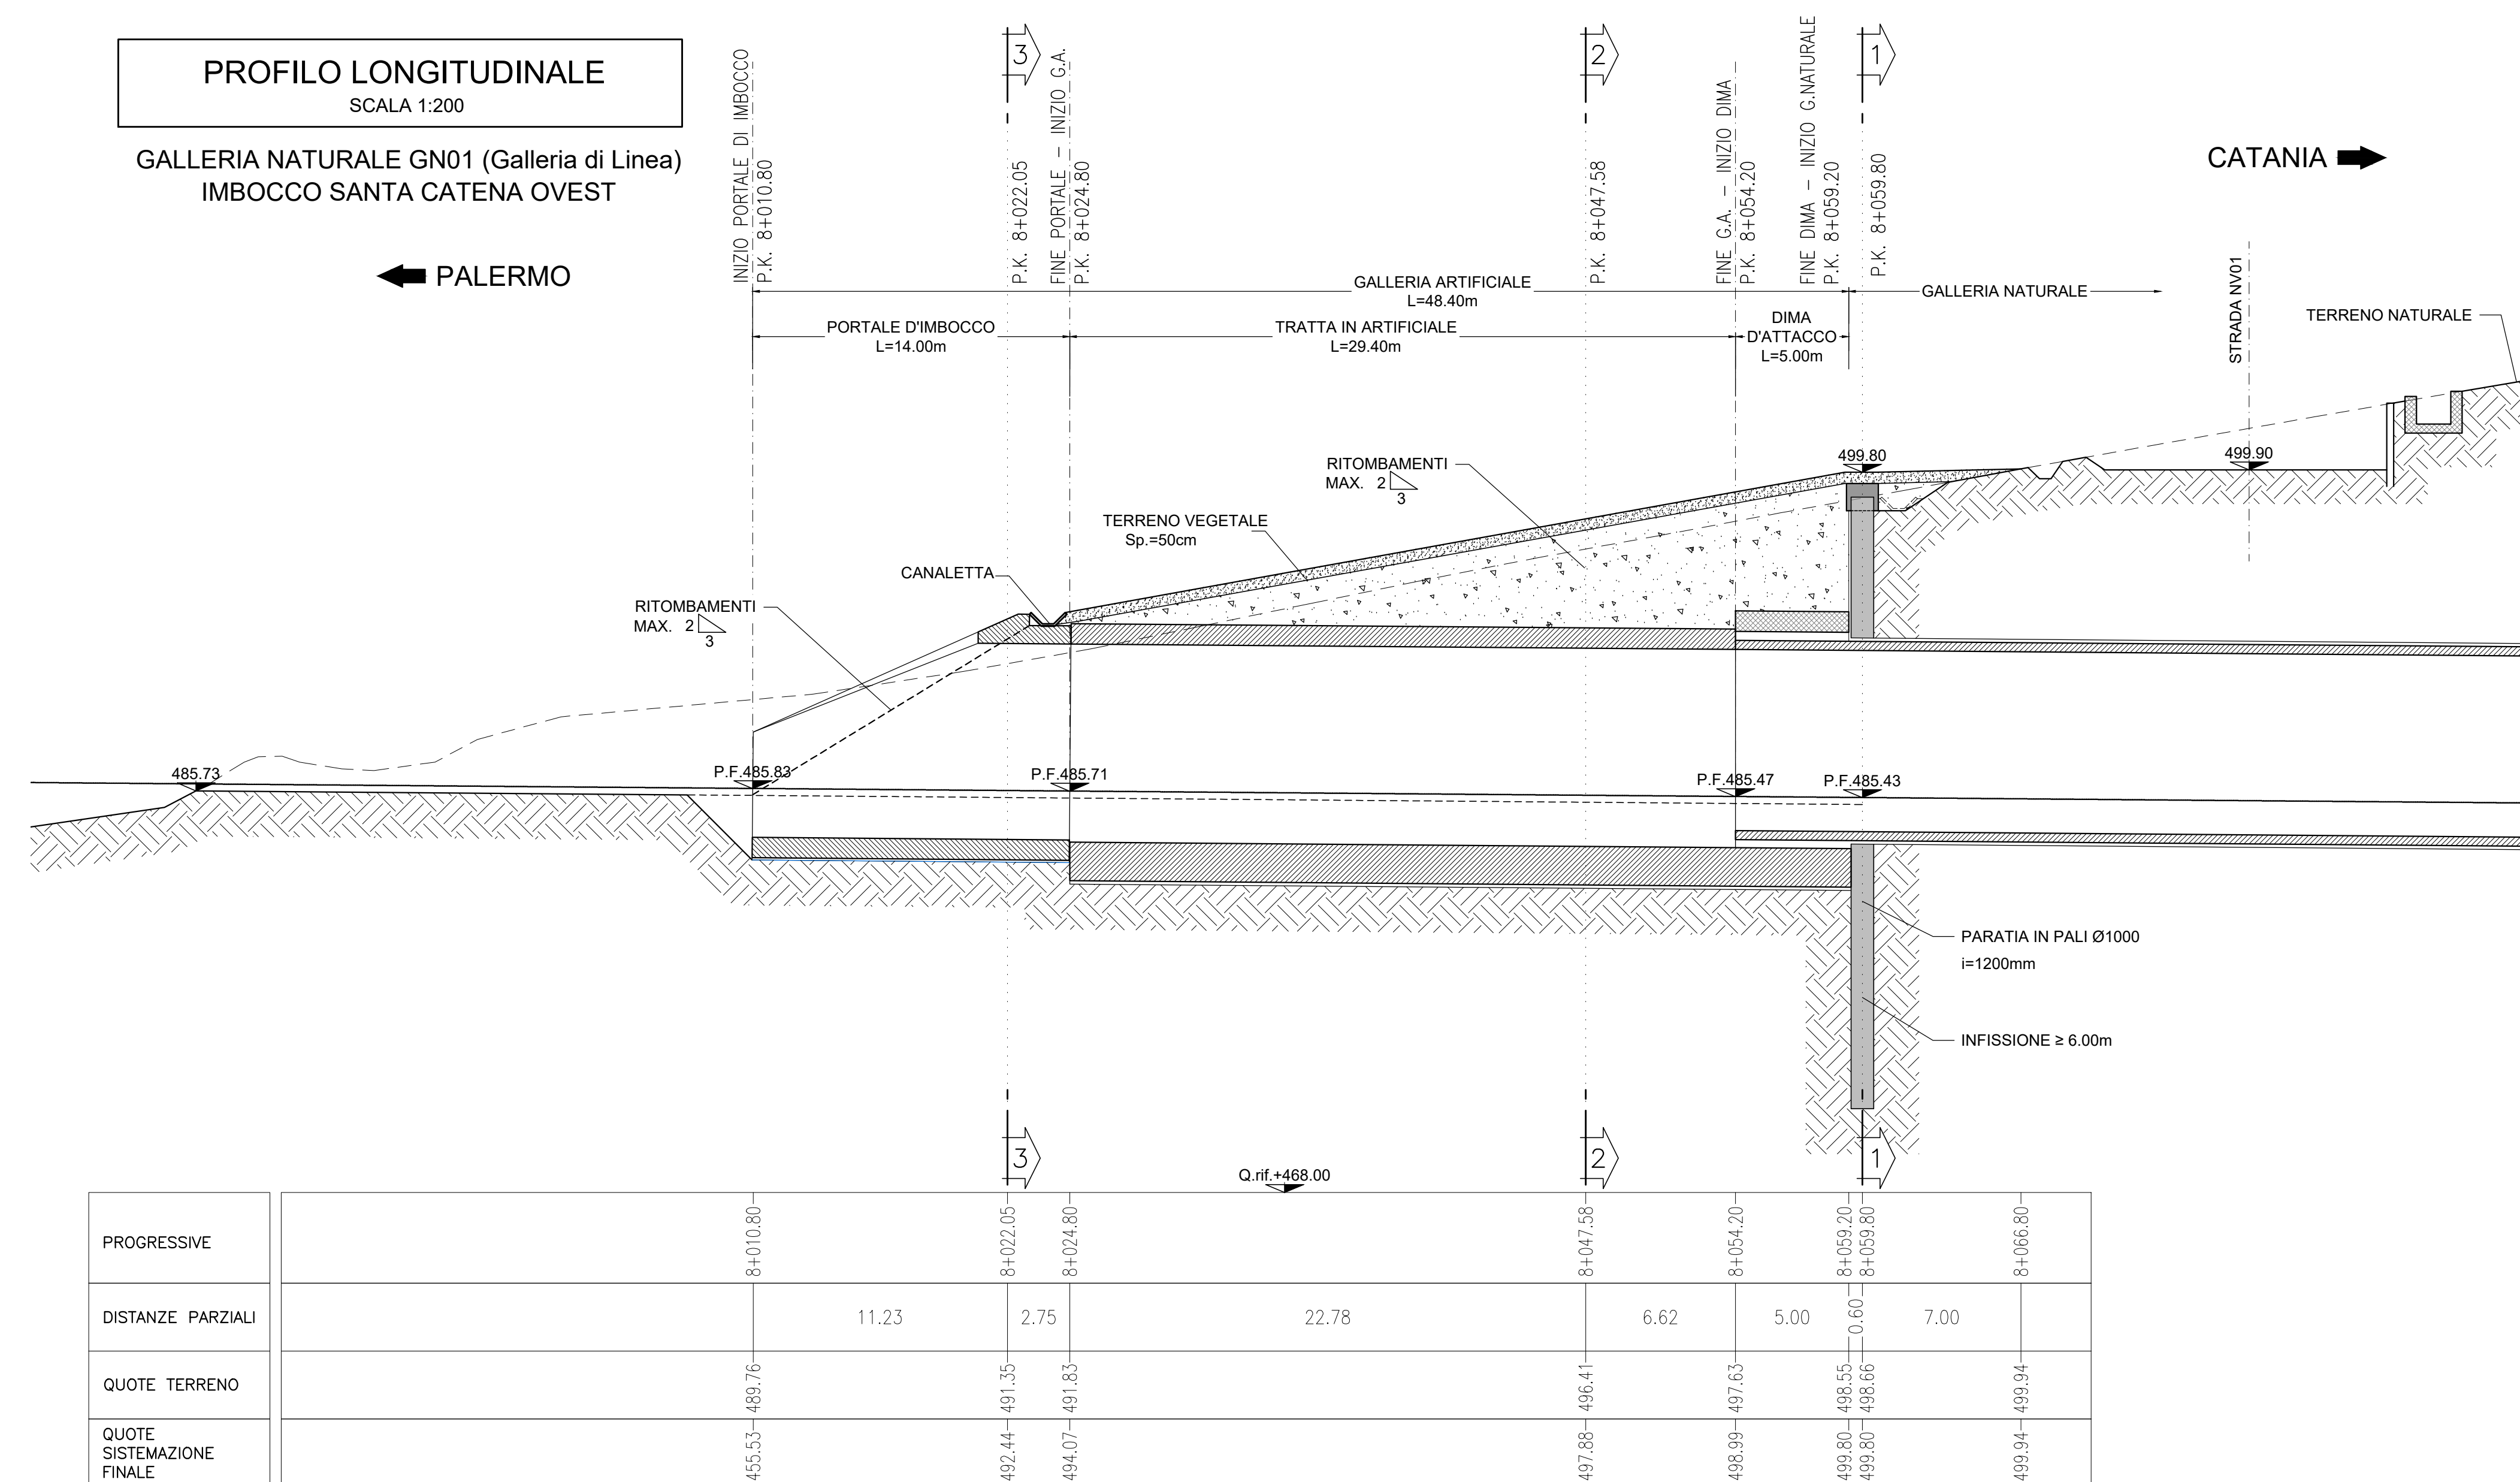 PROFILO LONGITUDINALE
SCALA 1:200
GALLERIA NATURALE GN01 (Galleria di Linea)
IMBOCCO SANTA CATENA OVEST
PALERMO
CATANIA
INIZIO PORTALE DI IMBOCCO
P.K. 8+010.80
3
P.K. 8+022.05
FINE PORTALE – INIZIO G.A.
P.K. 8+024.80
2
P.K. 8+047.58
FINE G.A. – INIZIO DIMA
P.K. 8+054.20
FINE DIMA – INIZIO G.NATURALE
P.K. 8+059.20
1
P.K. 8+059.80
GALLERIA ARTIFICIALE
L=48.40m
GALLERIA NATURALE
PORTALE D'IMBOCCO
L=14.00m
TRATTA IN ARTIFICIALE
L=29.40m
DIMA
D'ATTACCO
L=5.00m
STRADA NV01
TERRENO NATURALE
499.80
499.90
RITOMBAMENTI
MAX. 2
3
TERRENO VEGETALE
Sp.=50cm
CANALETTA
RITOMBAMENTI
MAX. 2
3
485.73
P.F.485.83
P.F.485.71
P.F.485.47
P.F.485.43
PARATIA IN PALI Ø1000
i=1200mm
INFISSIONE ≥ 6.00m
3
2
1
Q.rif.+468.00
PROGRESSIVE
8+010.80
8+022.05
8+024.80
8+047.58
8+054.20
8+059.20
8+059.80
8+066.80
DISTANZE PARZIALI
11.23
2.75
22.78
6.62
5.00
0.60
7.00
QUOTE TERRENO
489.76
491.35
491.83
496.41
497.63
498.55
498.66
499.94
QUOTE
SISTEMAZIONE
FINALE
455.53
492.44
494.07
497.88
498.99
499.80
499.80
499.94